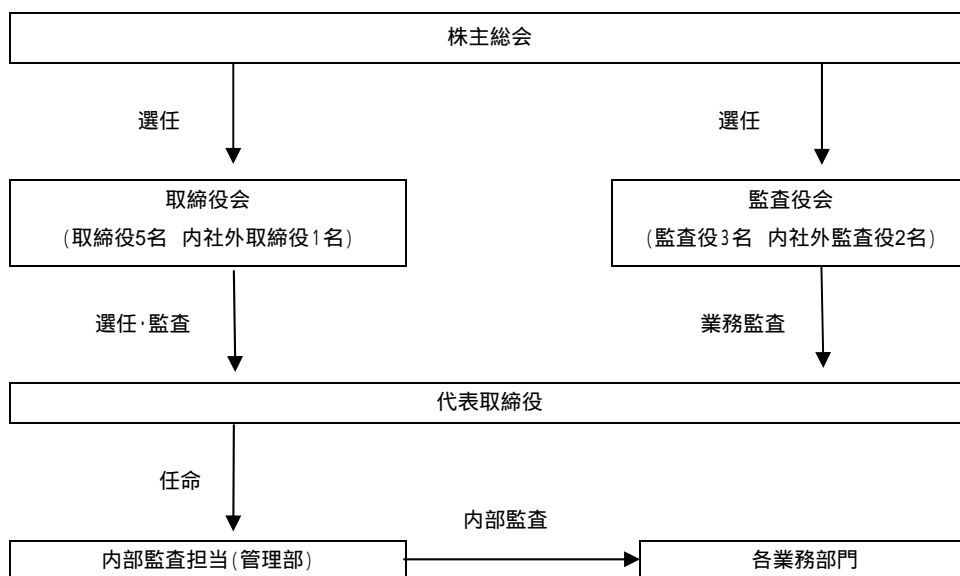 株主総会
選任
選任
取締役会
(取締役5名 内社外取締役1名)
監査役会
(監査役3名 内社外監査役2名)
選任・監査
業務監査
代表取締役
任命
内部監査
内部監査担当(管理部)
各業務部門